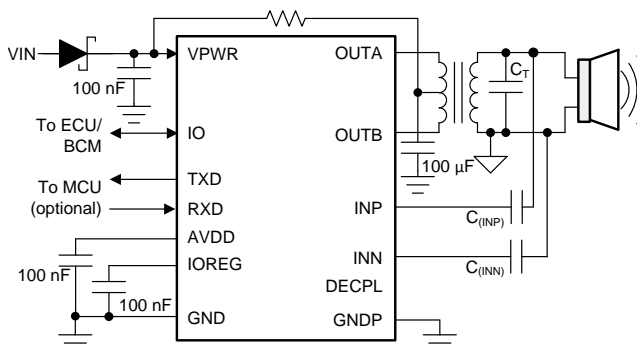 VIN
VPWR
OUTA
100 nF
C_T
To ECU/
BCM
IO
OUTB
100 µF
To MCU
(optional)
TXD
RXD
INP
C_(INP)
AVDD
100 nF
IOREG
100 nF
INN
C_(INN)
DECPL
GND
GNDP